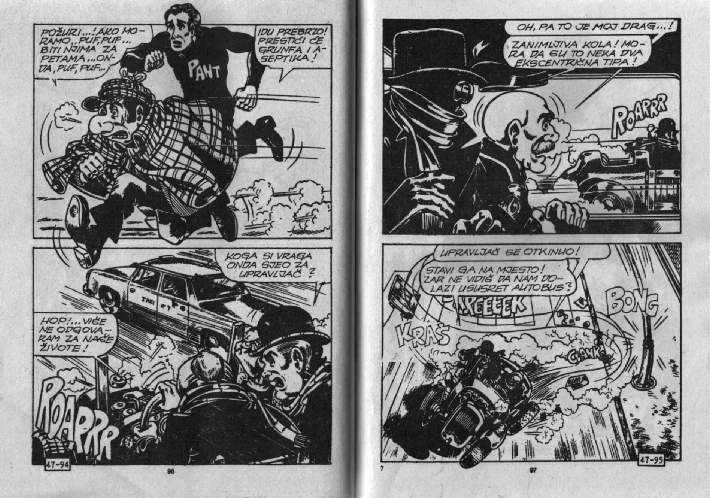 POŽURI...! AKO MO-
RAMO.. PUF, PUF...
BITI NJIMA ZA
PETAMA...ON-
DA, PUF, PUF...
IDU PREBRZO!
PRESTIĆI ĆE
GRUNFA I A-
SEPTIKA!
PANT
KOGA SI VRAGA
ONDA SJEO ZA
UPRAVLJAČ?
TAXI
HOP!... VIŠE
NE ODGOVA-
RAM ZA NAŠE
ŽIVOTE!
ROARRR
47-94
96
OH, PA TO JE MOJ DRAG...!
ZANIMLJIVA KOLA! MO-
RA DA SU TO NEKA DVA
EKSCENTRIČNA TIPA!
ROARRR
UPRAVLJAČ SE OTKINUO!
STAVI GA NA MJESTO!
ZAR NE VIDIŠ DA NAM DO-
LAZI USUSRET AUTOBUS?
BONG
KRAS
CLANK
7
97
47-95